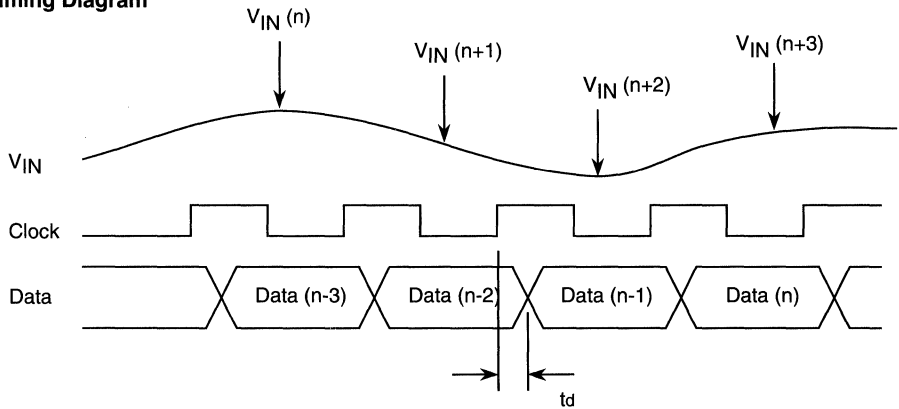 Diagram
VIN (n)
VIN (n+1)
VIN (n+2)
VIN (n+3)
VIN
Clock
Data
Data (n-3)
Data (n-2)
Data (n-1)
Data (n)
td